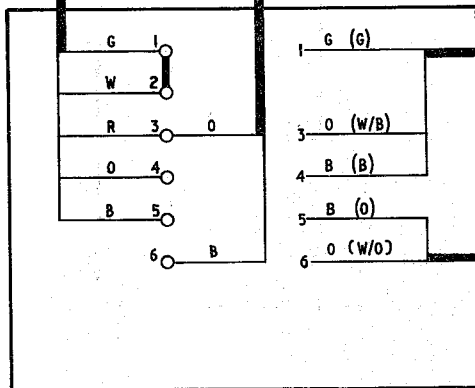 G 1 1 G (G)
W 2
R 3 O 3 O (W/B)
O 4 4 B (B)
B 5 5 B (O)
6 B 6 O (W/O)